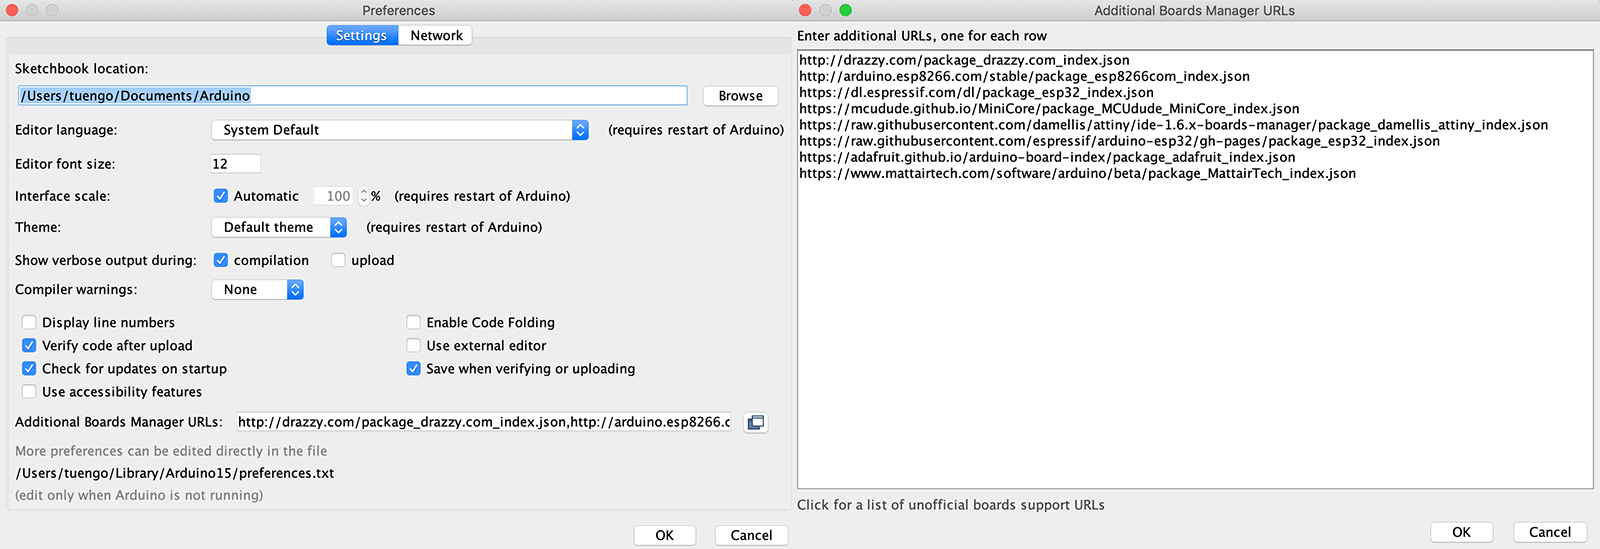 Preferences
Settings Network
Sketchbook location:
/Users/tuengo/Documents/Arduino Browse
Editor language: System Default (requires restart of Arduino)
Editor font size: 12
Interface scale: Automatic 100 % (requires restart of Arduino)
Theme: Default theme (requires restart of Arduino)
Show verbose output during: compilation upload
Compiler warnings: None
Display line numbers Enable Code Folding
Verify code after upload Use external editor
Check for updates on startup Save when verifying or uploading
Use accessibility features
Additional Boards Manager URLs: http://drazzy.com/package_drazzy.com_index.json,http://arduino.esp8266.c
More preferences can be edited directly in the file
/Users/tuengo/Library/Arduino15/preferences.txt
(edit only when Arduino is not running)
OK Cancel
Additional Boards Manager URLs
Enter additional URLs, one for each row
http://drazzy.com/package_drazzy.com_index.json
http://arduino.esp8266.com/stable/package_esp8266com_index.json
https://dl.espressif.com/dl/package_esp32_index.json
https://mcudude.github.io/MiniCore/package_MCUdude_MiniCore_index.json
https://raw.githubusercontent.com/damellis/attiny/ide-1.6.x-boards-manager/package_damellis_attiny_index.json
https://raw.githubusercontent.com/espressif/arduino-esp32/gh-pages/package_esp32_index.json
https://adafruit.github.io/arduino-board-index/package_adafruit_index.json
https://www.mattairtech.com/software/arduino/beta/package_MattairTech_index.json
Click for a list of unofficial boards support URLs
OK Cancel